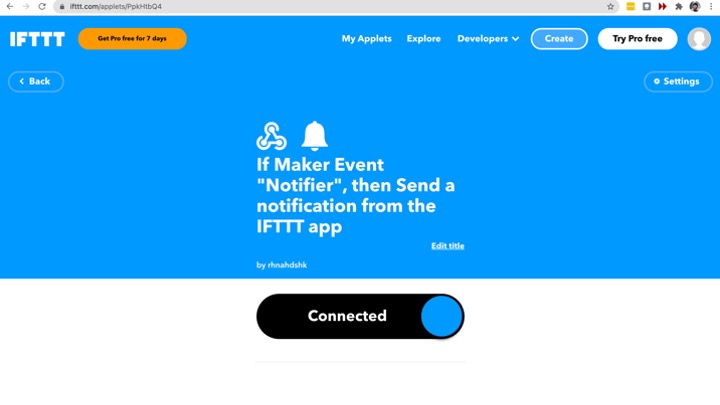 ifttt.com/applets/PpkHtbQ4
IFTTT
Get Pro free for 7 days
My Applets
Explore
Developers
Create
Try Pro free
Back
Settings
If Maker Event
"Notifier", then Send a
notification from the
IFTTT app
Edit title
by rhnahdshk
Connected